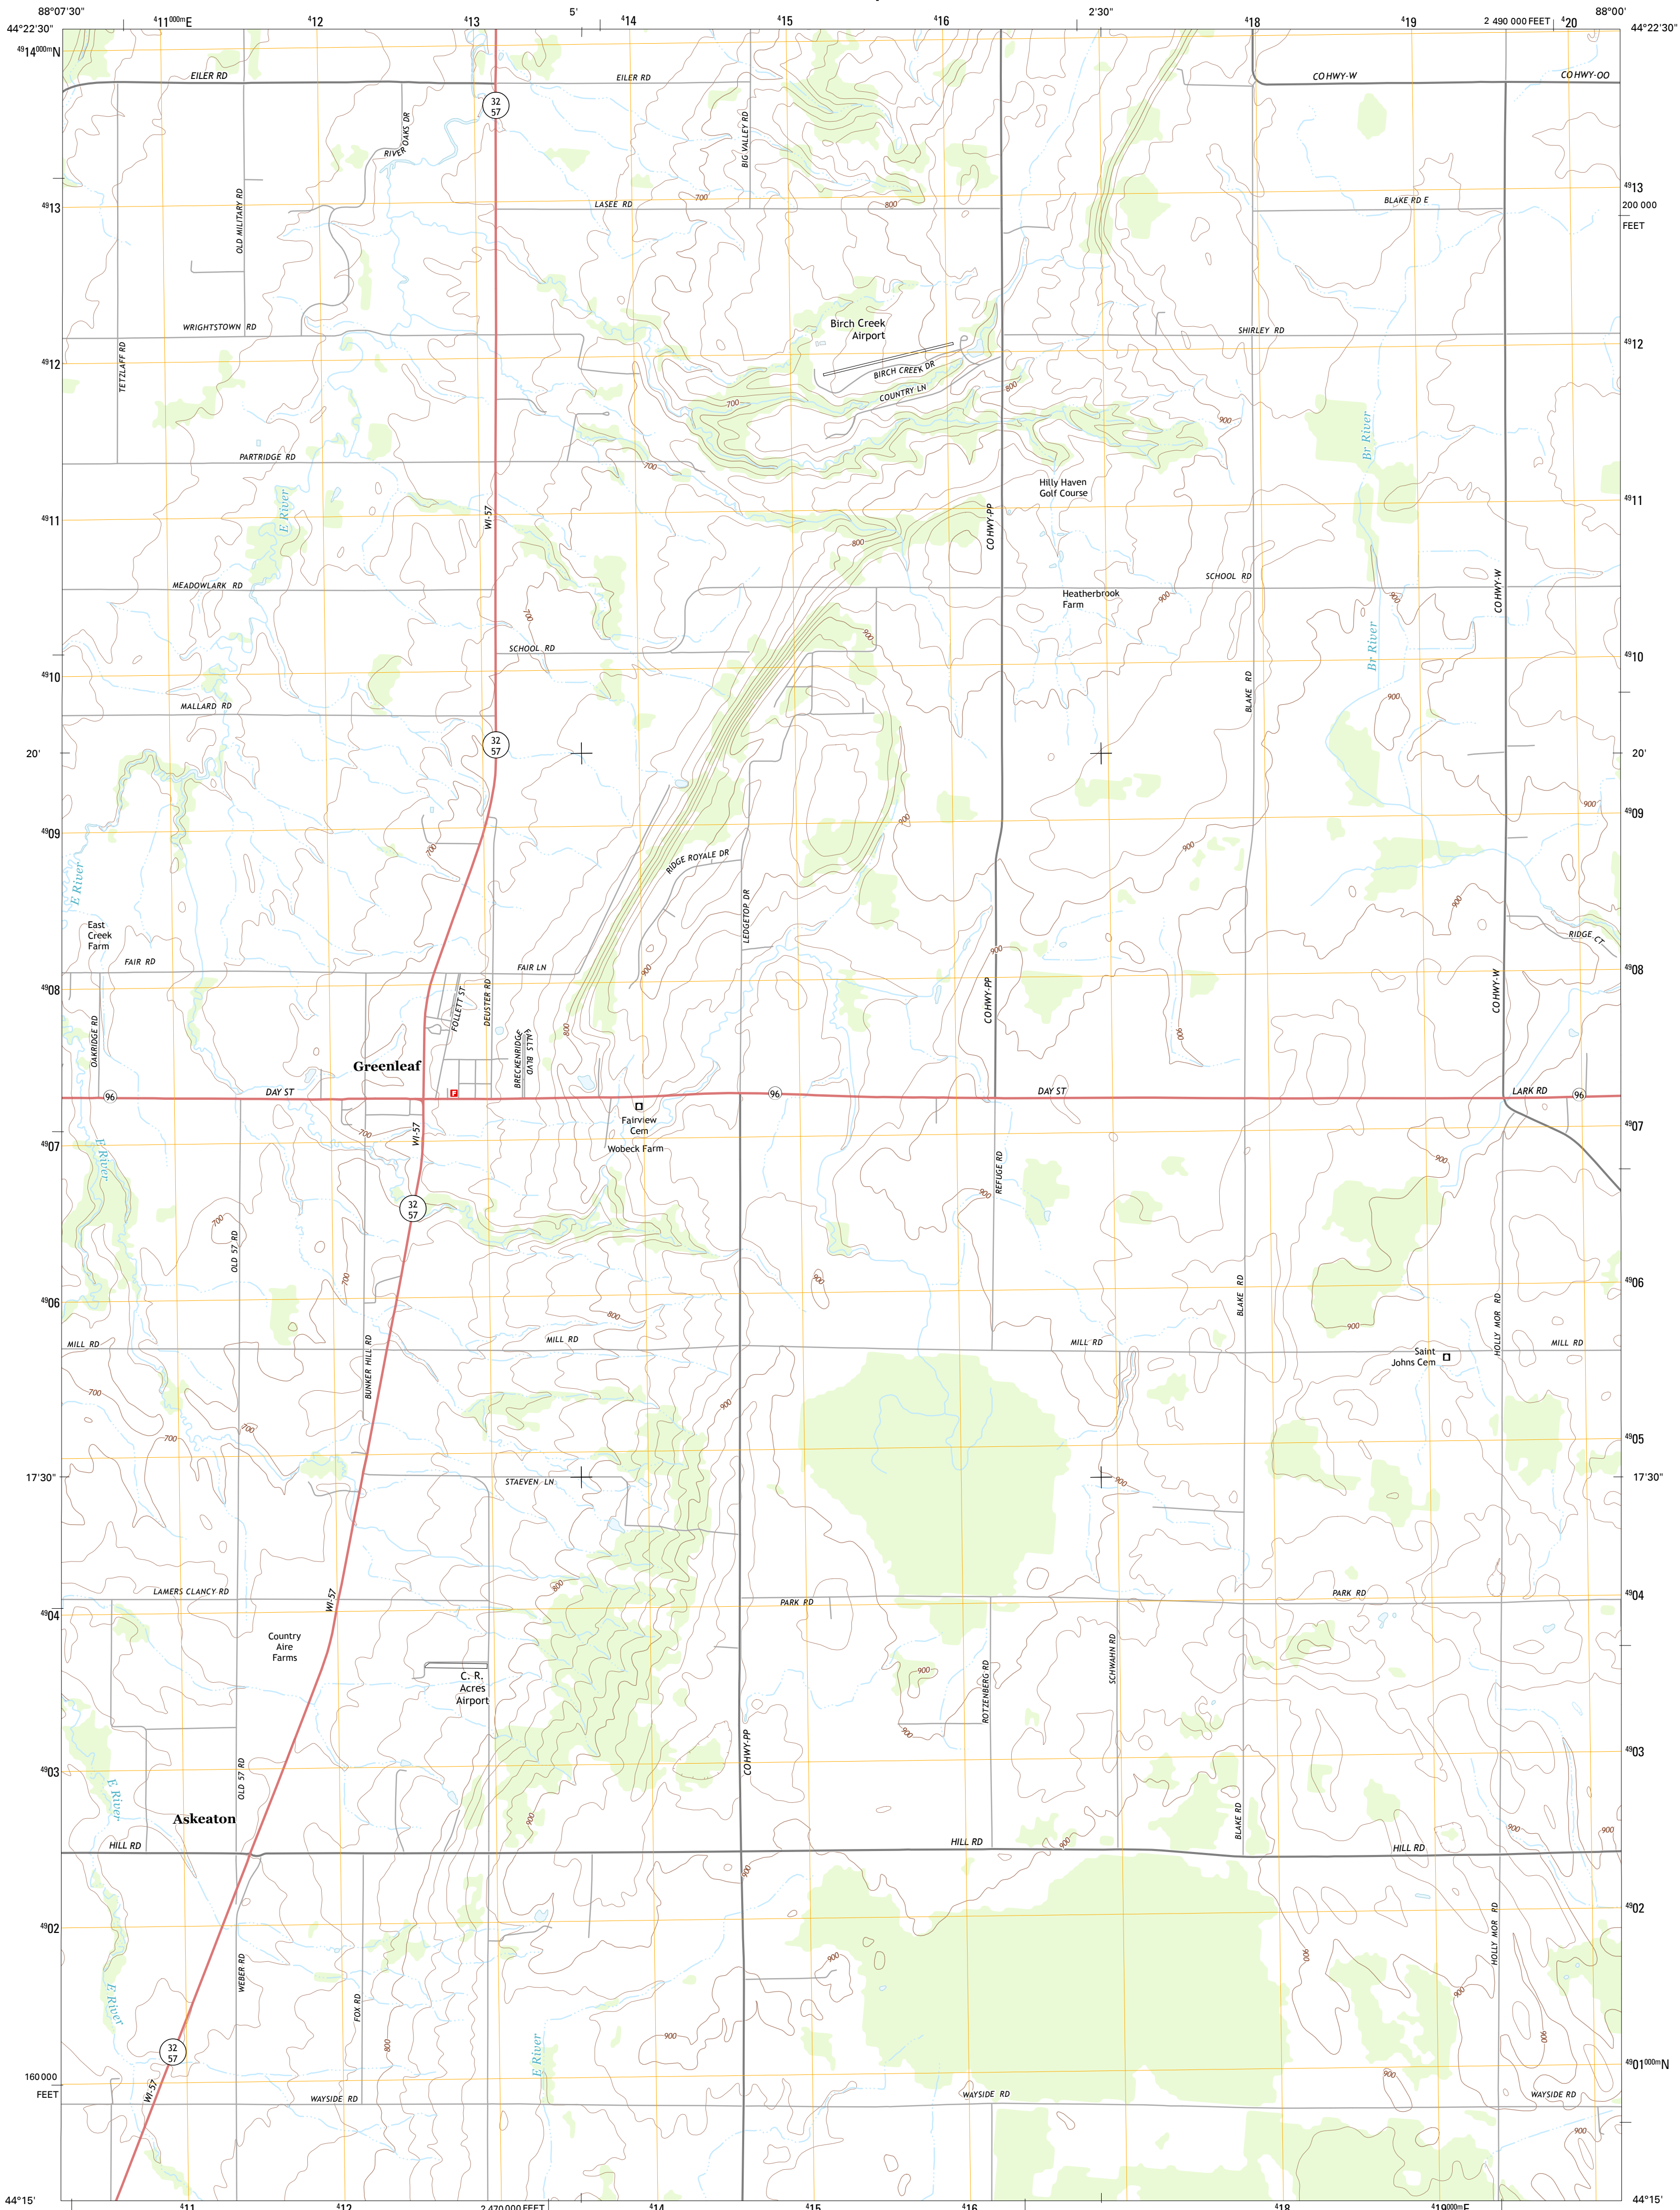 88°07'30" ⁴11⁰⁰⁰ᵐE ⁴12 ⁴13 5' ⁴14 ⁴15 ⁴16 2'30" ⁴18 ⁴19 2 490 000 FEET ⁴20 88°00'
44°22'30" 44°22'30"
⁴⁹14⁰⁰⁰ᵐN
EILER RD EILER RD CO HWY-W CO HWY-OO
32
57
RIVER OAKS DR
BIG VALLEY RD
OLD MILITARY RD
⁴⁹13 ⁴⁹13
700
LASEE RD 800 BLAKE RD E
200 000
FEET
WRIGHTSTOWN RD
Birch Creek
Airport
SHIRLEY RD
TETZLAFF RD
⁴⁹12 ⁴⁹12
BIRCH CREEK DR
COUNTRY LN
800
700
900
Br River
PARTRIDGE RD
700
Hilly Haven
Golf Course
E River
WI-57
CO HWY-PP
⁴⁹11 ⁴⁹11
800
MEADOWLARK RD
SCHOOL RD
Heatherbrook
Farm
900
900
CO HWY-W
700
900
Br River
SCHOOL RD
⁴⁹10 ⁴⁹10
BLAKE RD
900
MALLARD RD
32
57
20' 20'
900
⁴⁹09 ⁴⁹09
900
700
900
RIDGE ROYALE DR
E River
LEDGETOP DR
900
East
Creek
Farm
RIDGE CT
FAIR RD FAIR LN
900
900
⁴⁹08 ⁴⁹08
FOLLETT ST
DEUSTER RD
CO HWY-PP
CO HWY-W
OAKRIDGE RD
BRECKENRIDGE
FALLS BLVD
800
900
Greenleaf
96 DAY ST F 96 DAY ST LARK RD 96
Fairview
Cem
700
WI-57
⁴⁹07 ⁴⁹07
Wobeck Farm
E River
REFUGE RD
900
900
32
57
700
OLD 57 RD
700
900
BLAKE RD
⁴⁹06 ⁴⁹06
800
900
HOLLY MOR RD
MILL RD MILL RD MILL RD MILL RD
BUNKER HILL RD
Saint
Johns Cem
700
900
700
700
⁴⁹05 ⁴⁹05
17'30" 17'30"
STAEVEN LN
900
800
LAMERS CLANCY RD
WI-57
PARK RD PARK RD
⁴⁹04 ⁴⁹04
Country
Aire
Farms
SCHWAHN RD
C. R.
Acres
Airport
900
ROTZENBERG RD
900
CO HWY-PP
⁴⁹03 ⁴⁹03
OLD 57 RD
E River
Askeaton
900
BLAKE RD
900
900
HILL RD HILL RD 900 HILL RD
900
⁴⁹02 ⁴⁹02
900
900
HOLLY MOR RD
WEBER RD
E River
FOX RD
900
32
57
800
900
E River
900
⁴⁹01⁰⁰⁰ᵐN
160 000
FEET
900
WI-57
WAYSIDE RD WAYSIDE RD WAYSIDE RD
900
44°15' 44°15'
⁴11 ⁴12 2 470 000 FEET ⁴14 ⁴15 ⁴16 ⁴18 ⁴19⁰⁰⁰ᵐE